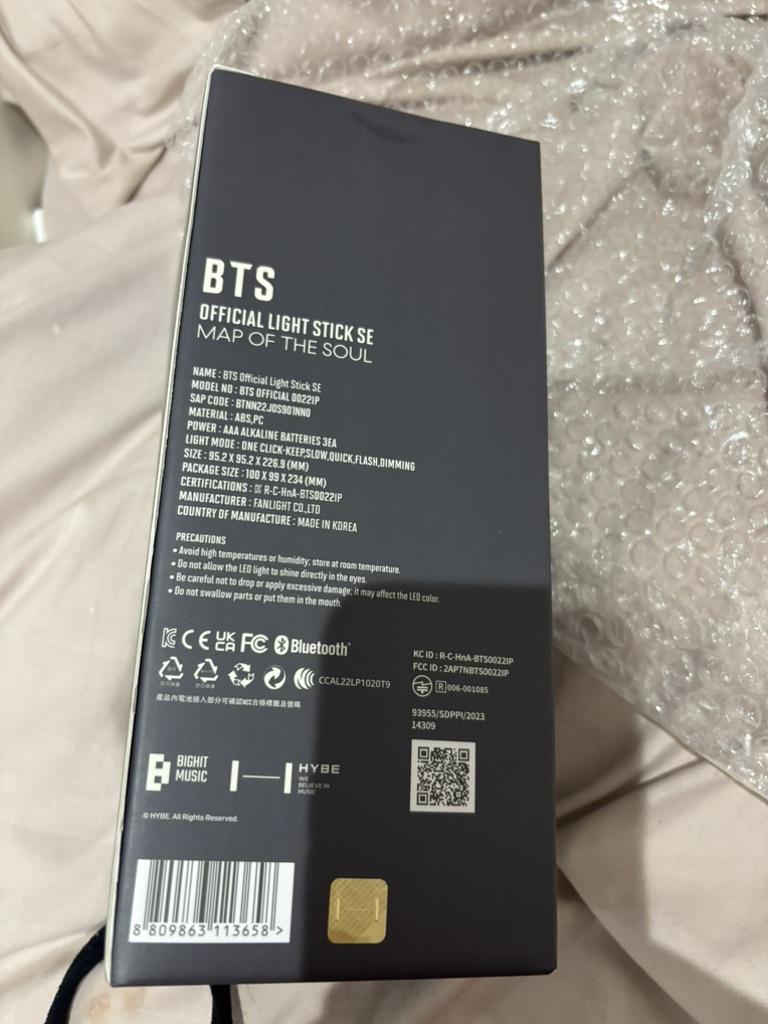 BTS
OFFICIAL LIGHT STICK SE
MAP OF THE SOUL
NAME : BTS Official Light Stick SE
MODEL NO : BTS OFFICIAL 0022IP
SAP CODE : BTNN22JOS901NN0
MATERIAL : ABS,PC
POWER : AAA ALKALINE BATTERIES 3EA
LIGHT MODE : ONE CLICK-KEEP,SLOW,QUICK,FLASH,DIMMING
SIZE : 95.2 X 95.2 X 226.9 (MM)
PACKAGE SIZE : 100 X 99 X 234 (MM)
CERTIFICATIONS : R-C-HnA-BTS0022IP
MANUFACTURER : FANLIGHT CO.,LTD
COUNTRY OF MANUFACTURE : MADE IN KOREA
PRECAUTIONS
• Avoid high temperatures or humidity; store at room temperature.
• Do not allow the LED light to shine directly in the eyes.
• Be careful not to drop or apply excessive damage; it may affect the LED color.
• Do not swallow parts or put them in the mouth.
CE UK CA FC Bluetooth®
CCAL22LP1020T9
產品內電池插入部分可確認NCC合格標籤及號碼
KC ID : R-C-HnA-BTS0022IP
FCC ID : 2AP7NBTS0022IP
R 006-001085
93955/SDPPI/2023
14309
BIGHIT
MUSIC
HYBE
WE
BELIEVE IN
MUSIC
© HYBE. All Rights Reserved.
8 809863 113658 >